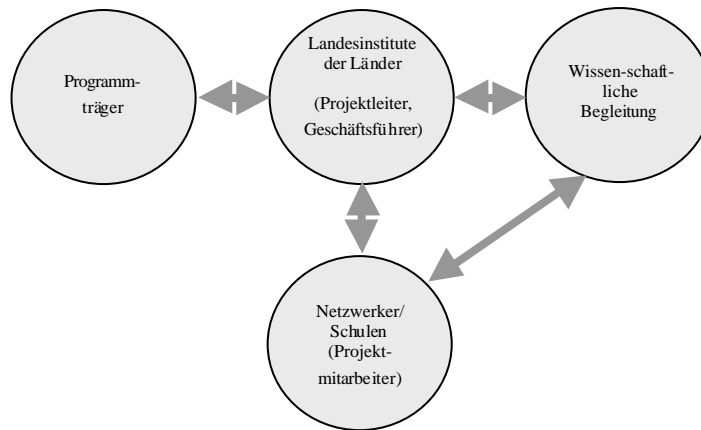 Programm-
träger
Landesinstitute
der Länder
(Projektleiter,
Geschäftsführer)
Wissen-schaft-
liche
Begleitung
Netzwerker/
Schulen
(Projekt-
mitarbeiter)